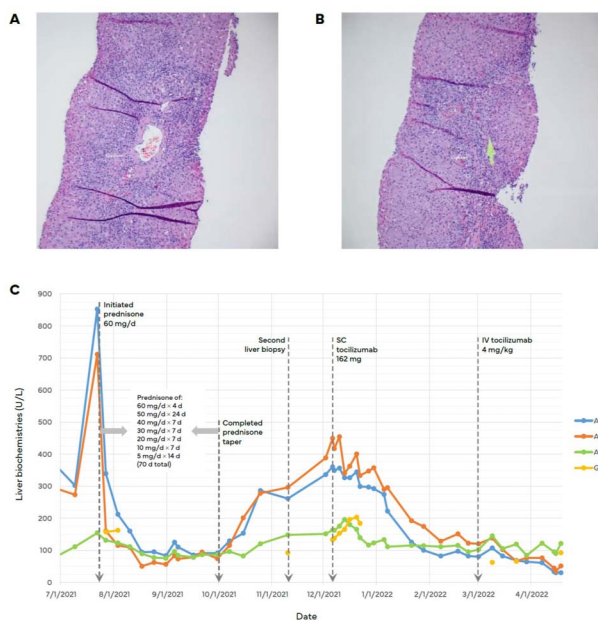 A
B
C
900
800
700
600
500
400
300
200
100
0
Liver biochemistries (U/L)
Initiated
prednisone
60 mg/d
Prednisone of:
60 mg/d × 4 d
50 mg/d × 24 d
40 mg/d × 7 d
30 mg/d × 7 d
20 mg/d × 7 d
10 mg/d × 7 d
5 mg/d × 14 d
(70 d total)
Completed
prednisone
taper
Second
liver biopsy
SC
tocilizumab
162 mg
IV tocilizumab
4 mg/kg
A
A
A
G
7/1/2021
8/1/2021
9/1/2021
10/1/2021
11/1/2021
12/1/2021
1/1/2022
2/1/2022
3/1/2022
4/1/2022
Date